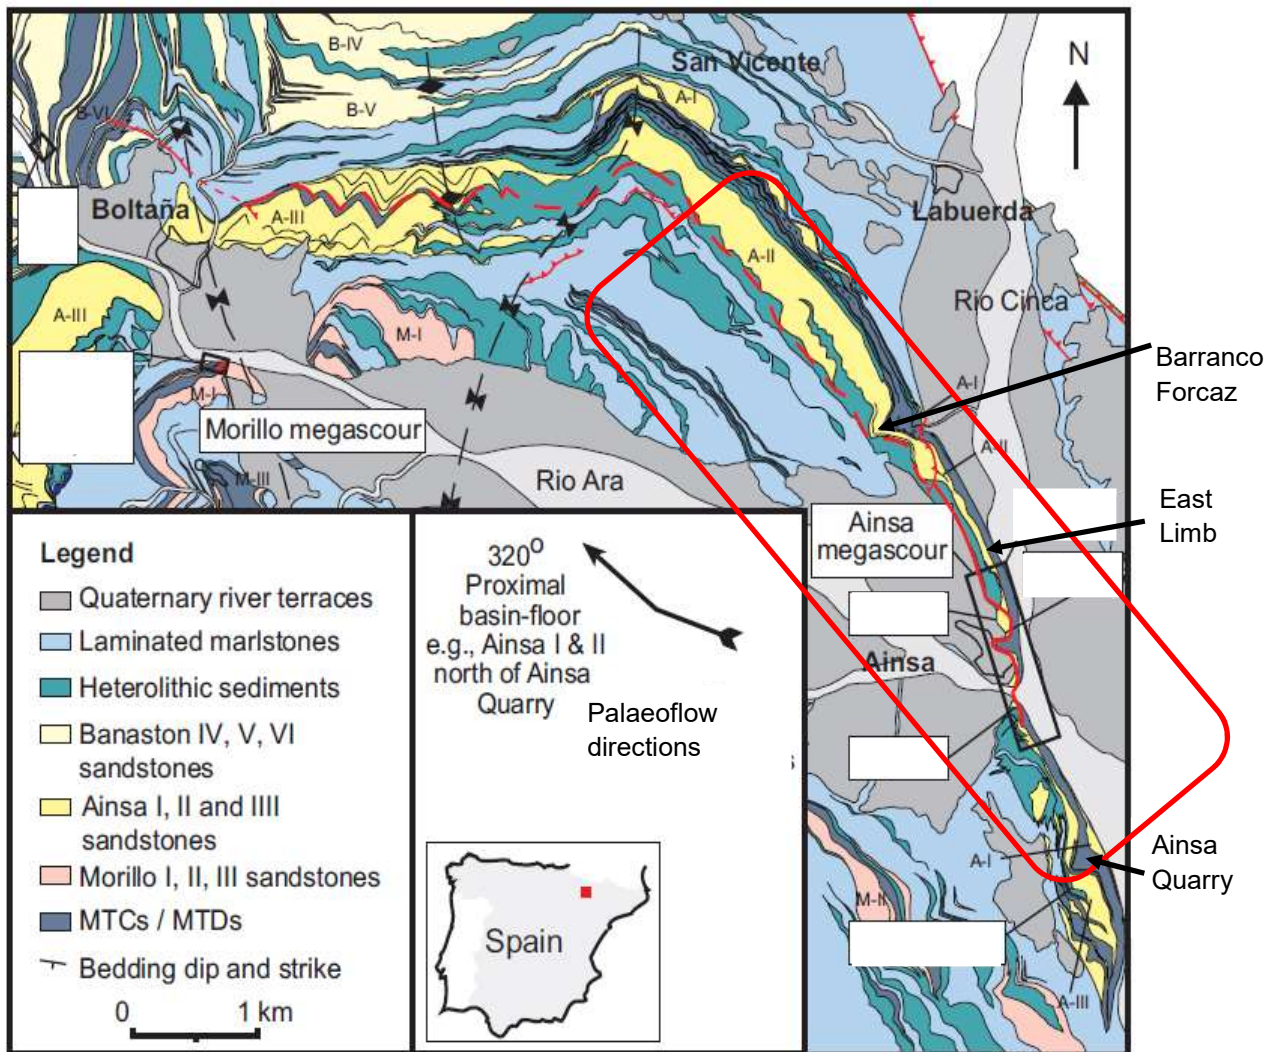 B-IV
San Vicente
N
A-I
B-V
B-VI
Boltaña
Labuerda
A-III
A-II
Rio Cinca
A-III
M-I
Barranco
Forcaz
A-I
M-I
Morillo megascour
A-II
M-III
Rio Ara
East
Limb
Ainsa
megascour
Legend
Quaternary river terraces
Laminated marlstones
Heterolithic sediments
Banaston IV, V, VI
sandstones
Ainsa I, II and IIII
sandstones
Morillo I, II, III sandstones
MTCs / MTDs
Bedding dip and strike
0 1 km
320O
Proximal
basin-floor
e.g., Ainsa I & II
north of Ainsa
Quarry
Palaeoflow
directions
s
Spain
Ainsa
A-I
Ainsa
Quarry
M-II
A-III